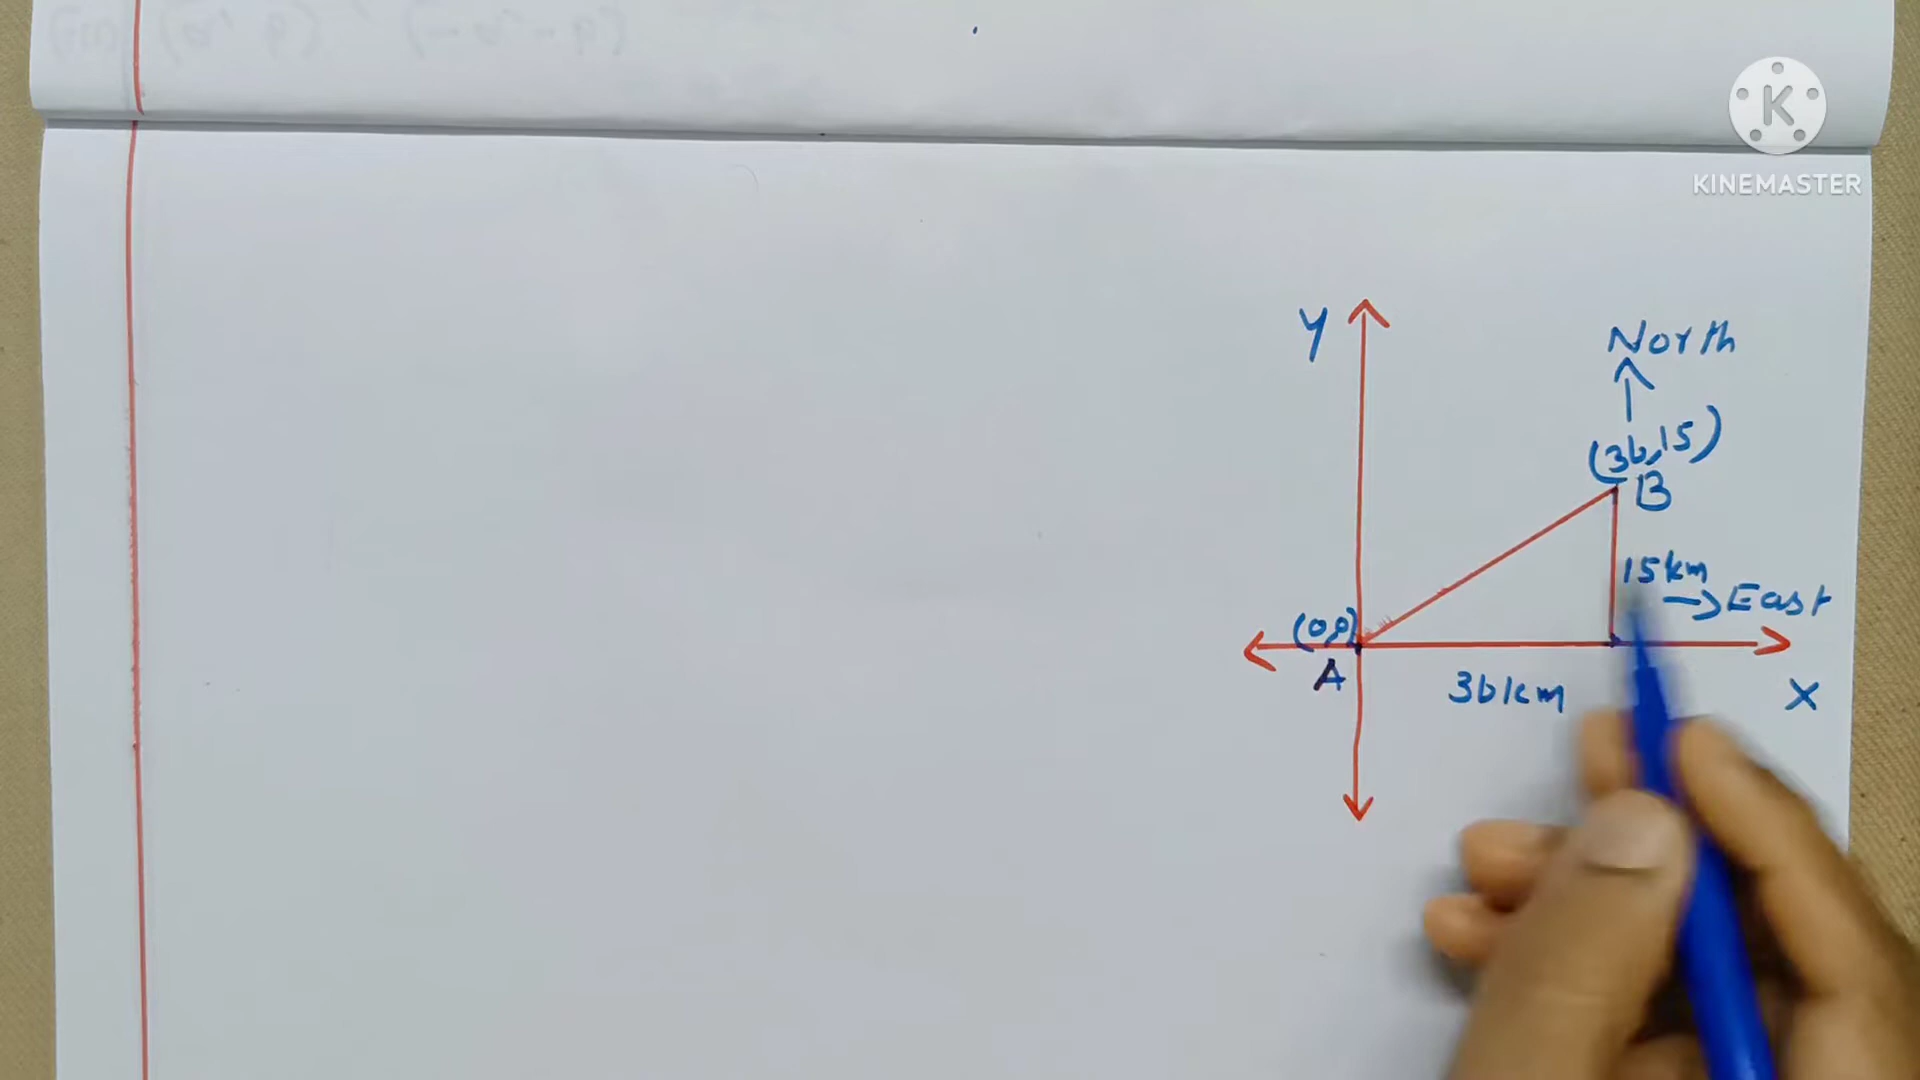 K
KINEMASTER
Y
North
(36,15)
B
15km
East
(0,0)
A
36km
X